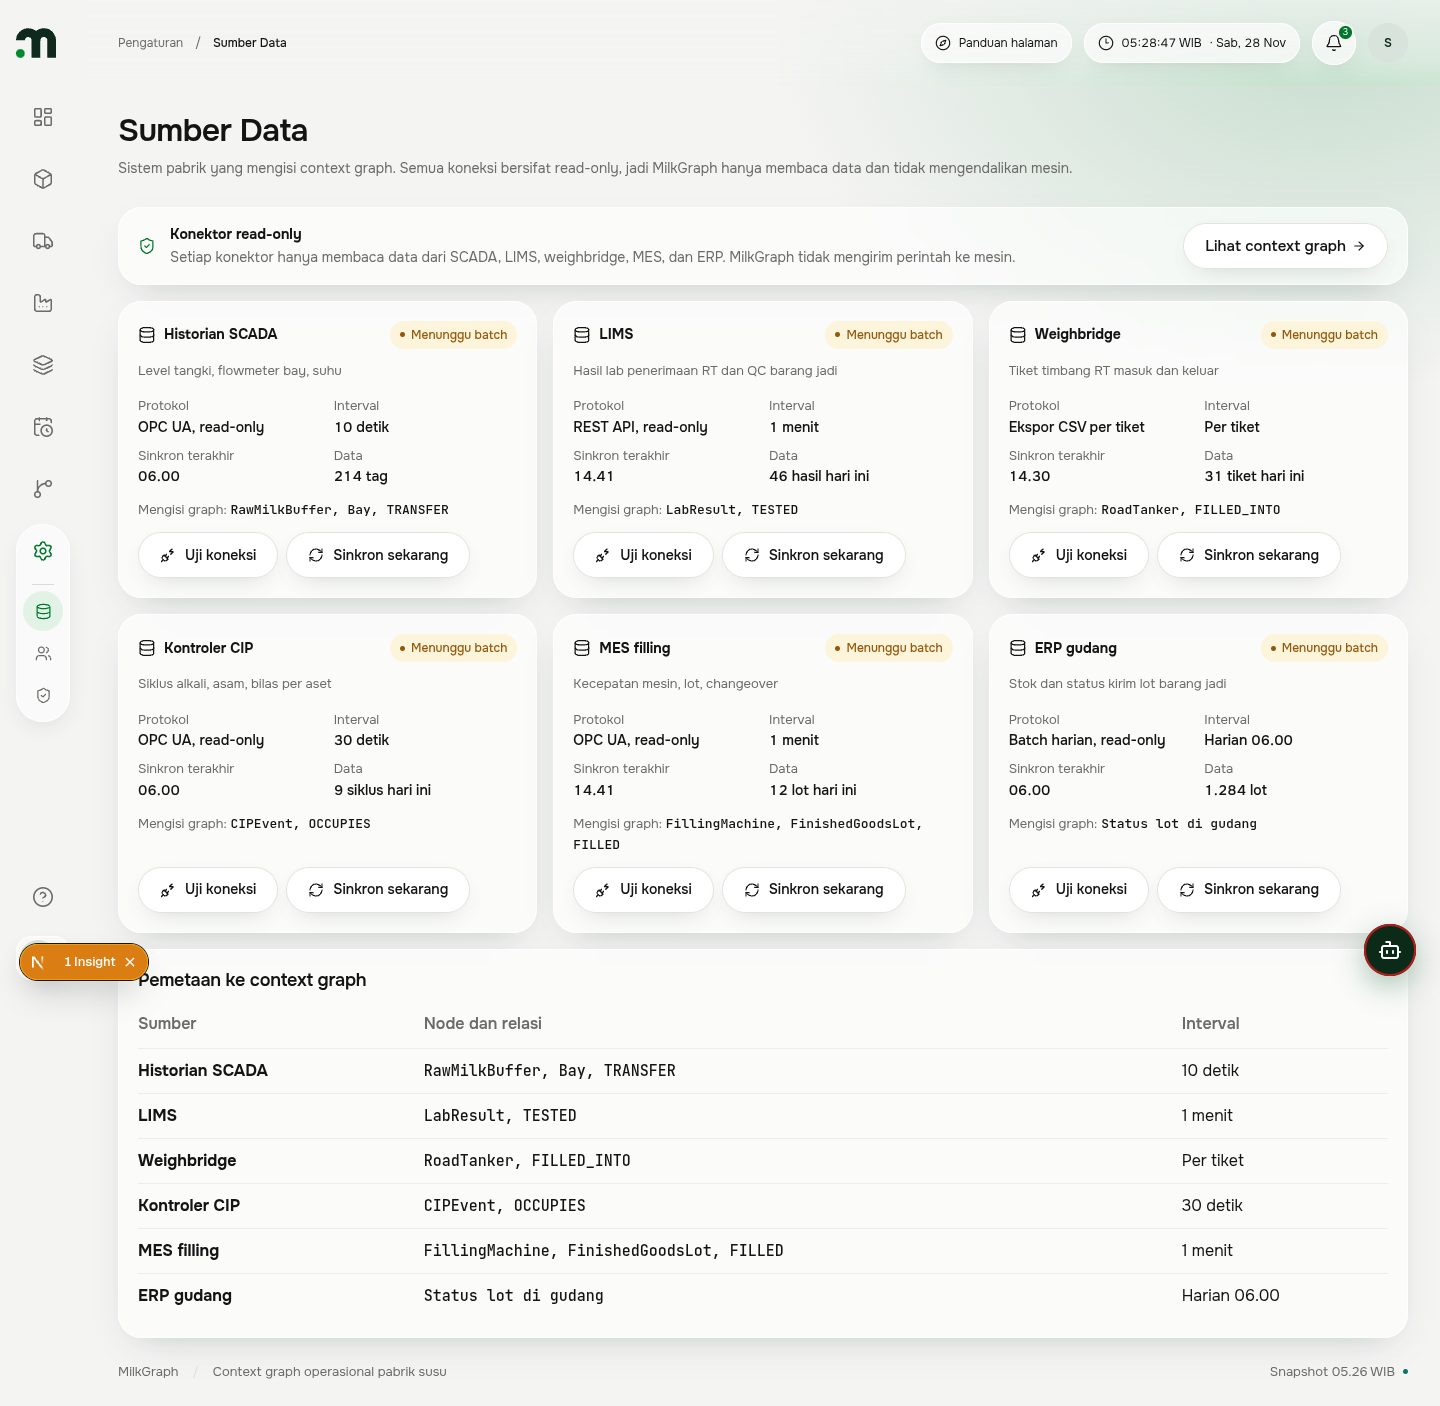 Pengaturan / Sumber Data
Panduan halaman
05:28:47 WIB · Sab, 28 Nov
3
S
Sumber Data
Sistem pabrik yang mengisi context graph. Semua koneksi bersifat read-only, jadi MilkGraph hanya membaca data dan tidak mengendalikan mesin.
Konektor read-only
Setiap konektor hanya membaca data dari SCADA, LIMS, weighbridge, MES, dan ERP. MilkGraph tidak mengirim perintah ke mesin.
Lihat context graph →
Historian SCADA
Menunggu batch
Level tangki, flowmeter bay, suhu
Protokol Interval
OPC UA, read-only 10 detik
Sinkron terakhir Data
06.00 214 tag
Mengisi graph: RawMilkBuffer, Bay, TRANSFER
Uji koneksi Sinkron sekarang
LIMS
Menunggu batch
Hasil lab penerimaan RT dan QC barang jadi
Protokol Interval
REST API, read-only 1 menit
Sinkron terakhir Data
14.41 46 hasil hari ini
Mengisi graph: LabResult, TESTED
Uji koneksi Sinkron sekarang
Weighbridge
Menunggu batch
Tiket timbang RT masuk dan keluar
Protokol Interval
Ekspor CSV per tiket Per tiket
Sinkron terakhir Data
14.30 31 tiket hari ini
Mengisi graph: RoadTanker, FILLED_INTO
Uji koneksi Sinkron sekarang
Kontroler CIP
Menunggu batch
Siklus alkali, asam, bilas per aset
Protokol Interval
OPC UA, read-only 30 detik
Sinkron terakhir Data
06.00 9 siklus hari ini
Mengisi graph: CIPEvent, OCCUPIES
Uji koneksi Sinkron sekarang
MES filling
Menunggu batch
Kecepatan mesin, lot, changeover
Protokol Interval
OPC UA, read-only 1 menit
Sinkron terakhir Data
14.41 12 lot hari ini
Mengisi graph: FillingMachine, FinishedGoodsLot,
FILLED
Uji koneksi Sinkron sekarang
ERP gudang
Menunggu batch
Stok dan status kirim lot barang jadi
Protokol Interval
Batch harian, read-only Harian 06.00
Sinkron terakhir Data
06.00 1.284 lot
Mengisi graph: Status lot di gudang
Uji koneksi Sinkron sekarang
1 Insight
Pemetaan ke context graph
Sumber Node dan relasi Interval
Historian SCADA RawMilkBuffer, Bay, TRANSFER 10 detik
LIMS LabResult, TESTED 1 menit
Weighbridge RoadTanker, FILLED_INTO Per tiket
Kontroler CIP CIPEvent, OCCUPIES 30 detik
MES filling FillingMachine, FinishedGoodsLot, FILLED 1 menit
ERP gudang Status lot di gudang Harian 06.00
MilkGraph / Context graph operasional pabrik susu
Snapshot 05.26 WIB